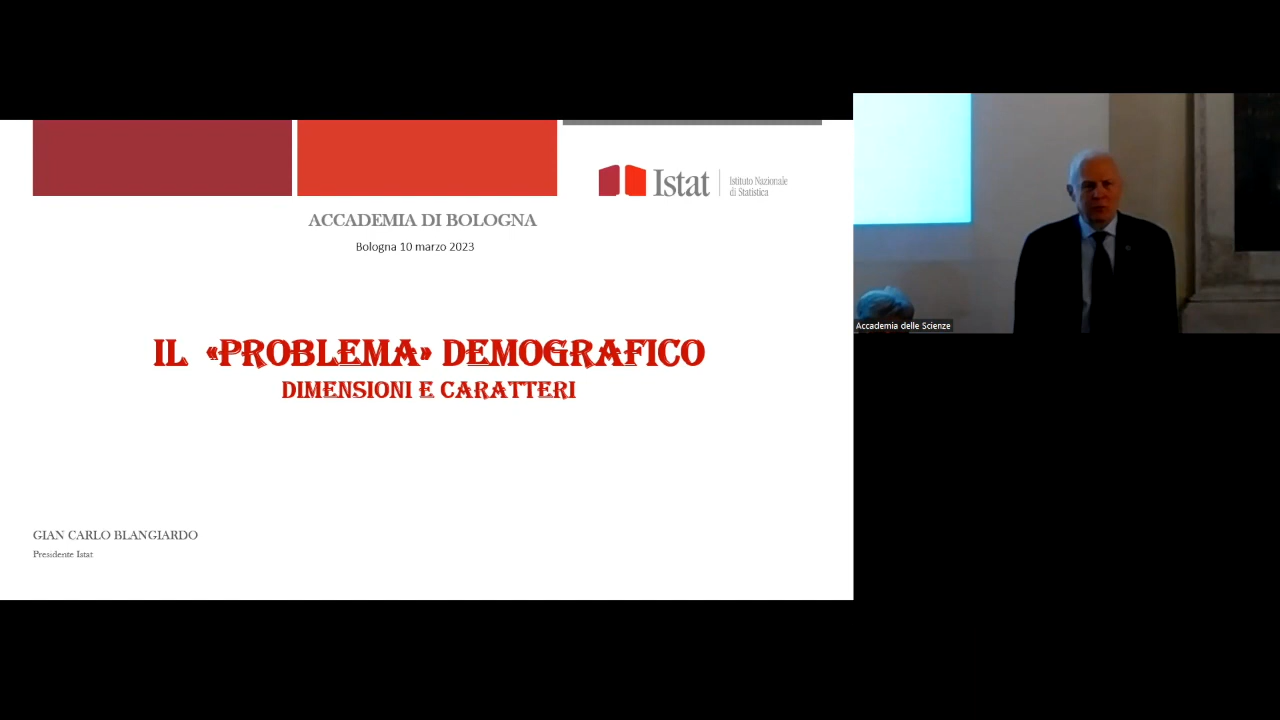 Istat
Istituto Nazionale
di Statistica
ACCADEMIA DI BOLOGNA
Bologna 10 marzo 2023
IL «PROBLEMA» DEMOGRAFICO
DIMENSIONI E CARATTERI
GIAN CARLO BLANGIARDO
Presidente Istat
Accademia delle Scienze